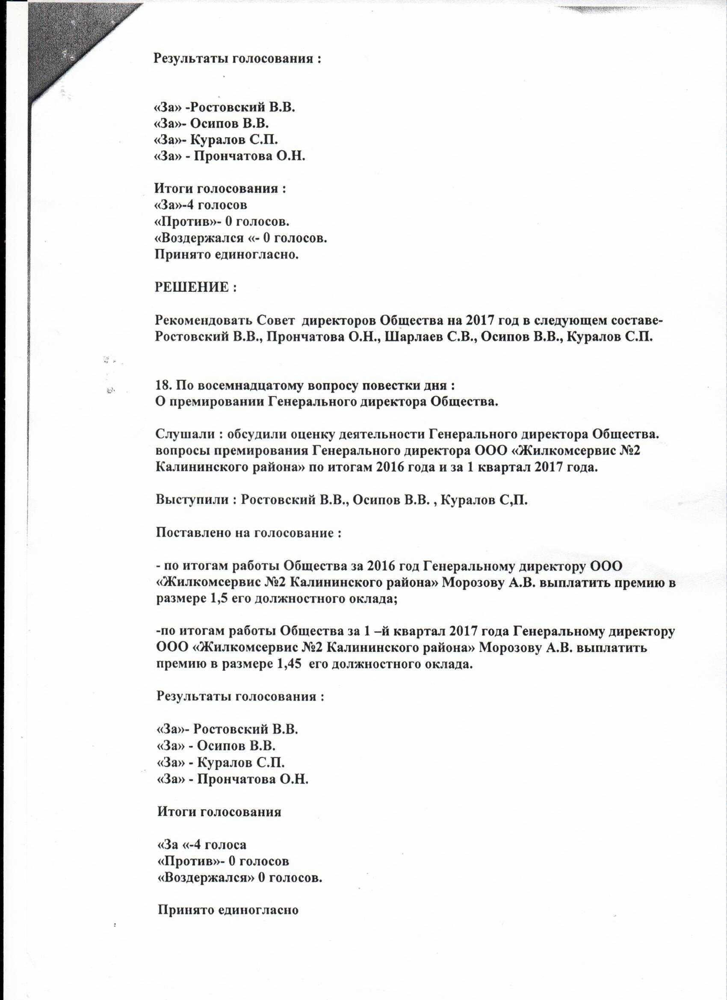 Результаты голосования :
«За» -Ростовский В.В.
«За»- Осипов В.В.
«За»- Куралов С.П.
«За» - Прончатова О.Н.
Итоги голосования :
«За»-4 голосов
«Против»- 0 голосов.
«Воздержался «- 0 голосов.
Принято единогласно.
РЕШЕНИЕ :
Рекомендовать Совет директоров Общества на 2017 год в следующем составе-
Ростовский В.В., Прончатова О.Н., Шарлаев С.В., Осипов В.В., Куралов С.П.
18. По восемнадцатому вопросу повестки дня :
О премировании Генерального директора Общества.
Слушали : обсудили оценку деятельности Генерального директора Общества.
вопросы премирования Генерального директора ООО «Жилкомсервис №2
Калининского района» по итогам 2016 года и за 1 квартал 2017 года.
Выступили : Ростовский В.В., Осипов В.В. , Куралов С,П.
Поставлено на голосование :
- по итогам работы Общества за 2016 год Генеральному директору ООО
«Жилкомсервис №2 Калининского района» Морозову А.В. выплатить премию в
размере 1,5 его должностного оклада;
-по итогам работы Общества за 1 –й квартал 2017 года Генеральному директору
ООО «Жилкомсервис №2 Калининского района» Морозову А.В. выплатить
премию в размере 1,45 его должностного оклада.
Результаты голосования :
«За»- Ростовский В.В.
«За» - Осипов В.В.
«За» - Куралов С.П.
«За» - Прончатова О.Н.
Итоги голосования
«За «-4 голоса
«Против»- 0 голосов
«Воздержался» 0 голосов.
Принято единогласно